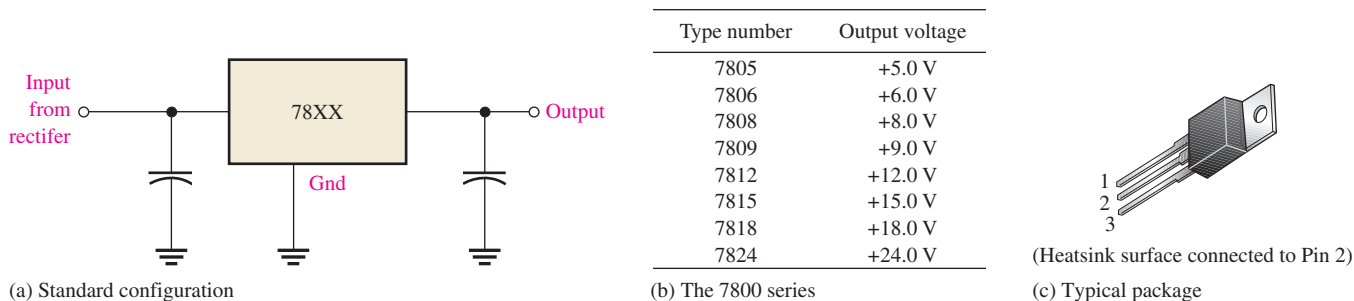 Input
from
rectifer
78XX
Output
Gnd
(a) Standard configuration
Type number Output voltage
7805 +5.0 V
7806 +6.0 V
7808 +8.0 V
7809 +9.0 V
7812 +12.0 V
7815 +15.0 V
7818 +18.0 V
7824 +24.0 V
(b) The 7800 series
1
2
3
(Heatsink surface connected to Pin 2)
(c) Typical package